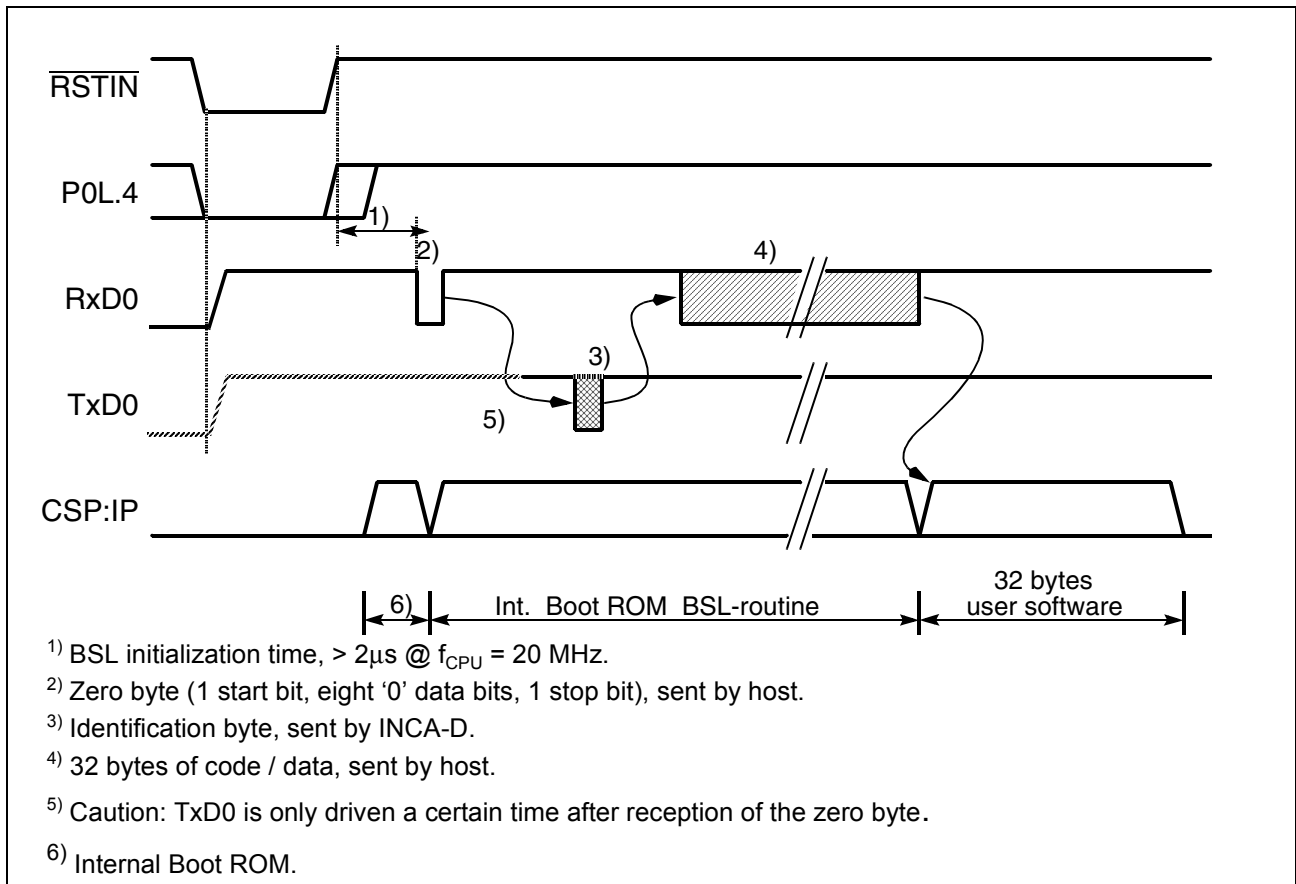 RSTIN
P0L.4
1)
2)
4)
RxD0
3)
TxD0
5)
CSP:IP
32 bytes
6)
Int. Boot ROM BSL-routine
user software
1) BSL initialization time, > 2μs @ fCPU = 20 MHz.
2) Zero byte (1 start bit, eight ‘0’ data bits, 1 stop bit), sent by host.
3) Identification byte, sent by INCA-D.
4) 32 bytes of code / data, sent by host.
5) Caution: TxD0 is only driven a certain time after reception of the zero byte.
6) Internal Boot ROM.